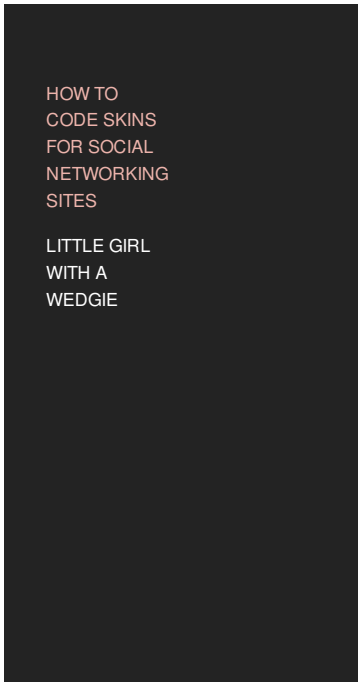 HOW TO
CODE SKINS
FOR SOCIAL
NETWORKING
SITES
LITTLE GIRL
WITH A
WEDGIE